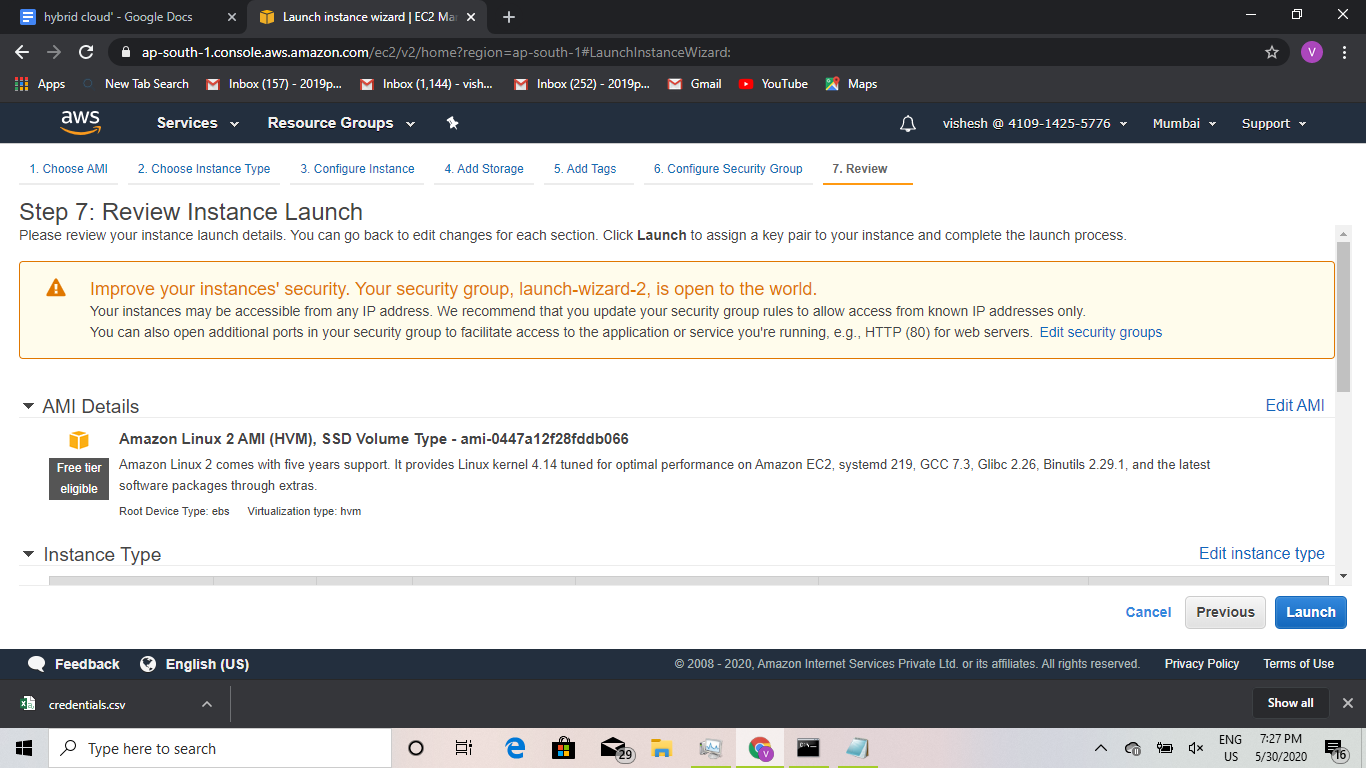 hybrid cloud' - Google Docs
Launch instance wizard | EC2 Mar
ap-south-1.console.aws.amazon.com/ec2/v2/home?region=ap-south-1#LaunchInstanceWizard:
V
Apps
New Tab Search
Inbox (157) - 2019p...
Inbox (1,144) - vish...
Inbox (252) - 2019p...
Gmail
YouTube
Maps
aws
Services
Resource Groups
vishesh @ 4109-1425-5776
Mumbai
Support
1. Choose AMI
2. Choose Instance Type
3. Configure Instance
4. Add Storage
5. Add Tags
6. Configure Security Group
7. Review
Step 7: Review Instance Launch
Please review your instance launch details. You can go back to edit changes for each section. Click Launch to assign a key pair to your instance and complete the launch process.
Improve your instances' security. Your security group, launch-wizard-2, is open to the world.
Your instances may be accessible from any IP address. We recommend that you update your security group rules to allow access from known IP addresses only.
You can also open additional ports in your security group to facilitate access to the application or service you're running, e.g., HTTP (80) for web servers. Edit security groups
AMI Details
Edit AMI
Free tier
eligible
Amazon Linux 2 AMI (HVM), SSD Volume Type - ami-0447a12f28fddb066
Amazon Linux 2 comes with five years support. It provides Linux kernel 4.14 tuned for optimal performance on Amazon EC2, systemd 219, GCC 7.3, Glibc 2.26, Binutils 2.29.1, and the latest
software packages through extras.
Root Device Type: ebs
Virtualization type: hvm
Instance Type
Edit instance type
Cancel
Previous
Launch
Feedback
English (US)
© 2008 - 2020, Amazon Internet Services Private Ltd. or its affiliates. All rights reserved.
Privacy Policy
Terms of Use
credentials.csv
Show all
Type here to search
29
V
ENG
US
7:27 PM
5/30/2020
16